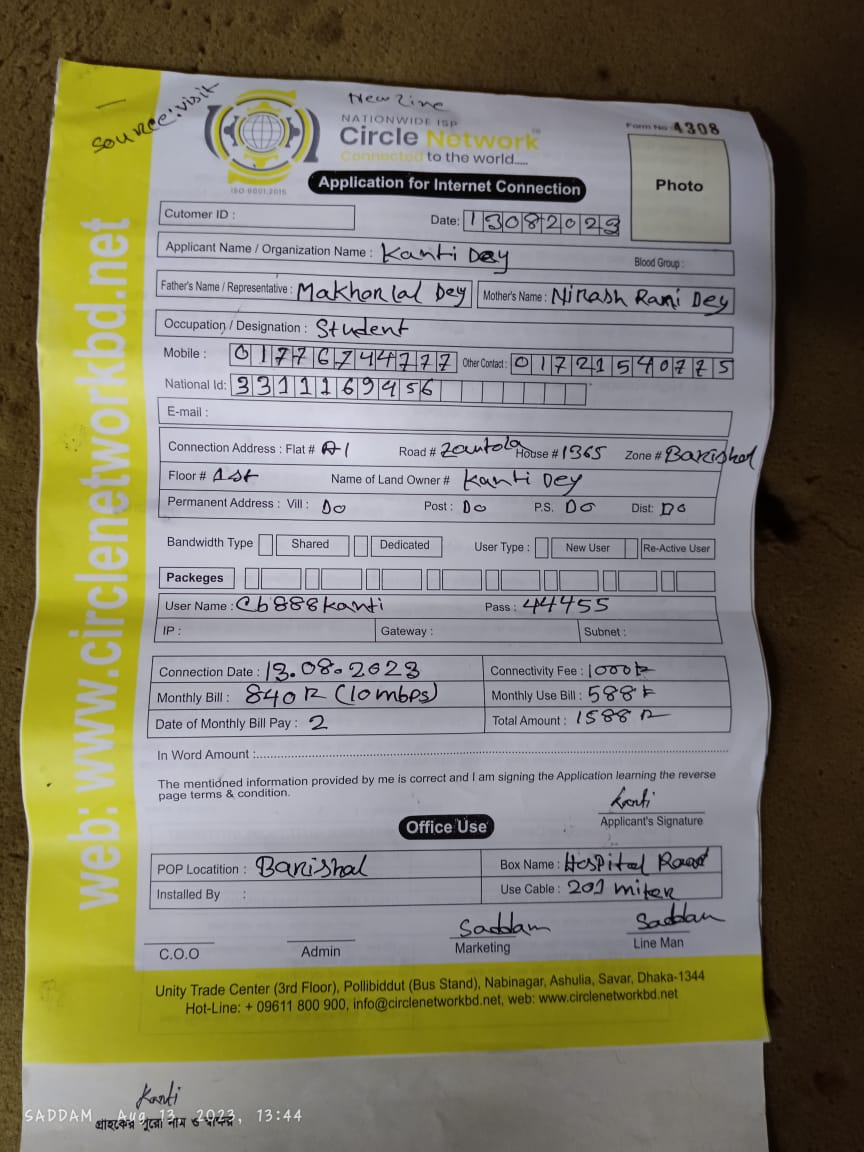 Source: visit
New Line
NATIONWIDE ISP
Circle Network
Connected to the world.....
ISO 9001:2015
Form No 4308
Photo
Application for Internet Connection
Cutomer ID :
Date: 13082023
Applicant Name / Organization Name : Kanti Dey
Blood Group :
Father's Name / Representative : Makhonlal Dey Mother's Name : Nirash Rani Dey
Occupation / Designation : Student
Mobile : 01776744777 Other Contact : 01721540775
National Id: 3311169456
E-mail :
Connection Address : Flat # A1 Road # Zautola House # 1365 Zone # Barishal
Floor # 1st Name of Land Owner # Kanti Dey
Permanent Address : Vill : Do Post : Do P.S. Do Dist: Do
Bandwidth Type Shared Dedicated User Type : New User Re-Active User
Packeges
User Name : Cb888kanti Pass : 44455
IP : Gateway : Subnet :
Connection Date : 13.08.2023 Connectivity Fee : 1000
Monthly Bill : 840 (10 mbps) Monthly Use Bill : 588
Date of Monthly Bill Pay : 2 Total Amount : 1588
In Word Amount :
The mentioned information provided by me is correct and I am signing the Application learning the reverse
page terms & condition.
Kanti
Applicant's Signature
Office Use
POP Locatition : Barishal Box Name : Hospital Road
Installed By : Use Cable : 201 miter
Saddam Saddam
C.O.O Admin Marketing Line Man
Unity Trade Center (3rd Floor), Pollibiddut (Bus Stand), Nabinagar, Ashulia, Savar, Dhaka-1344
Hot-Line: + 09611 800 900, info@circlenetworkbd.net, web: www.circlenetworkbd.net
web: www.circlenetworkbd.net
Kanti
SADDAM Aug 13, 2023, 13:44
গ্রাহকের পুরো নাম ও